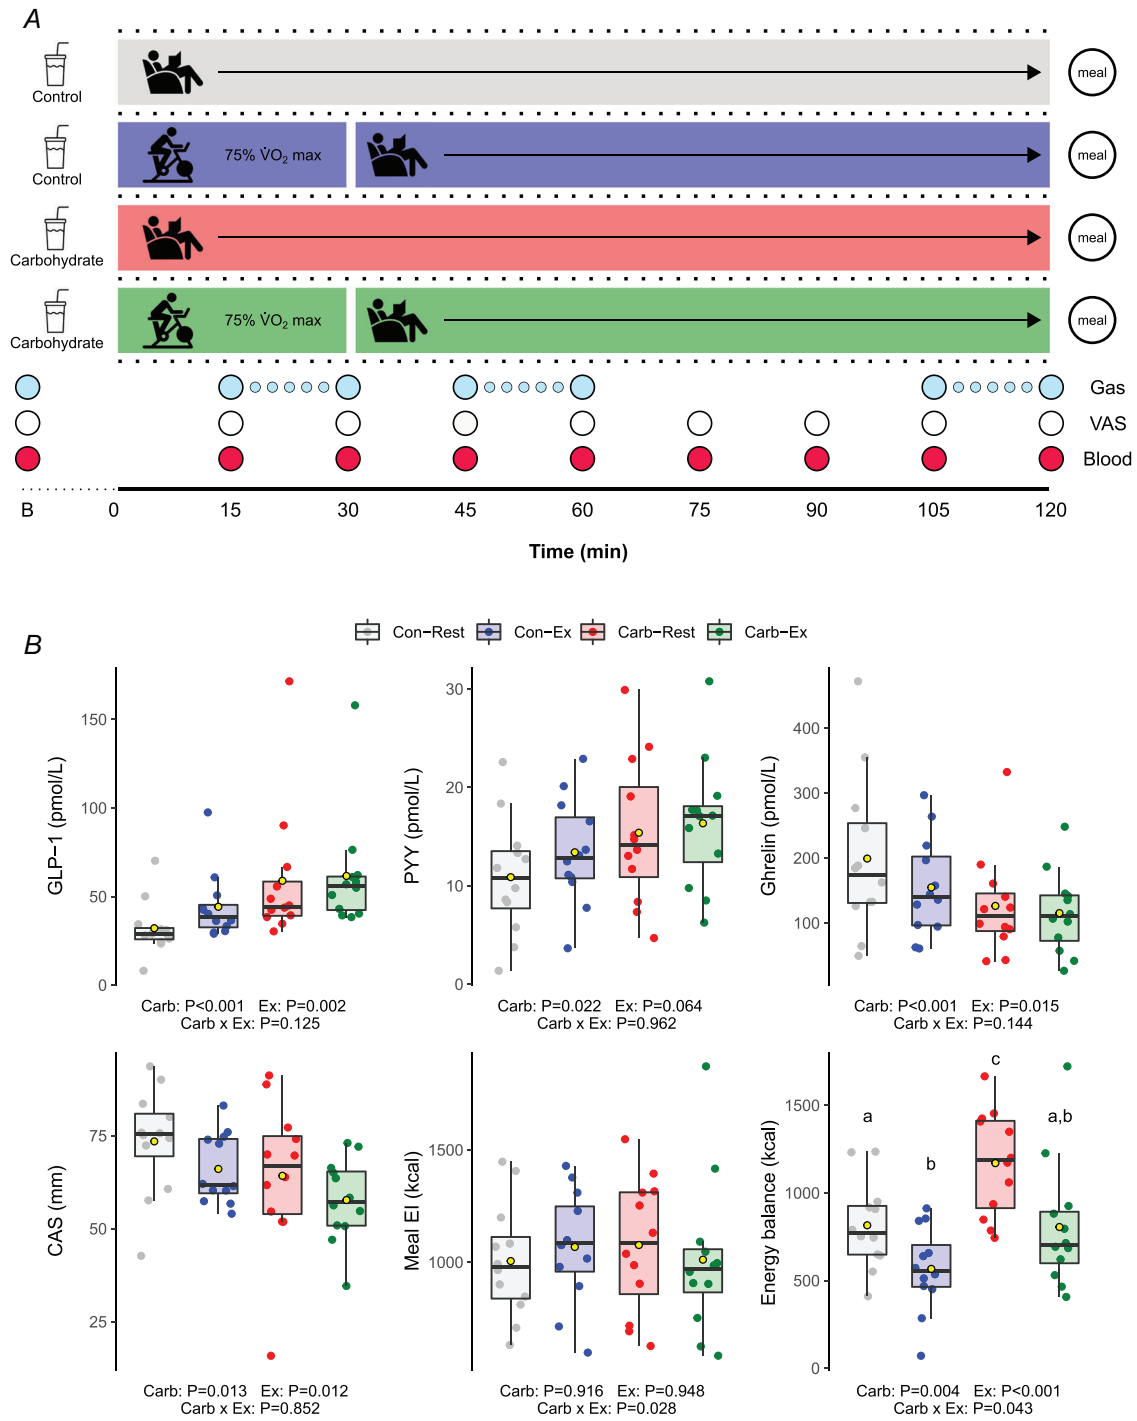 A
Control
meal
Control
75% V̇O₂ max
meal
Carbohydrate
meal
Carbohydrate
75% V̇O₂ max
meal
Gas
VAS
Blood
B 0 15 30 45 60 75 90 105 120
Time (min)
B
Con−Rest Con−Ex Carb−Rest Carb−Ex
GLP−1 (pmol/L)
150
100
50
0
Carb: P<0.001 Ex: P=0.002
Carb x Ex: P=0.125
PYY (pmol/L)
30
20
10
0
Carb: P=0.022 Ex: P=0.064
Carb x Ex: P=0.962
Ghrelin (pmol/L)
400
300
200
100
Carb: P<0.001 Ex: P=0.015
Carb x Ex: P=0.144
CAS (mm)
75
50
25
Carb: P=0.013 Ex: P=0.012
Carb x Ex: P=0.852
Meal EI (kcal)
1500
1000
Carb: P=0.916 Ex: P=0.948
Carb x Ex: P=0.028
Energy balance (kcal)
1500
1000
500
0
a
b
c
a,b
Carb: P=0.004 Ex: P<0.001
Carb x Ex: P=0.043